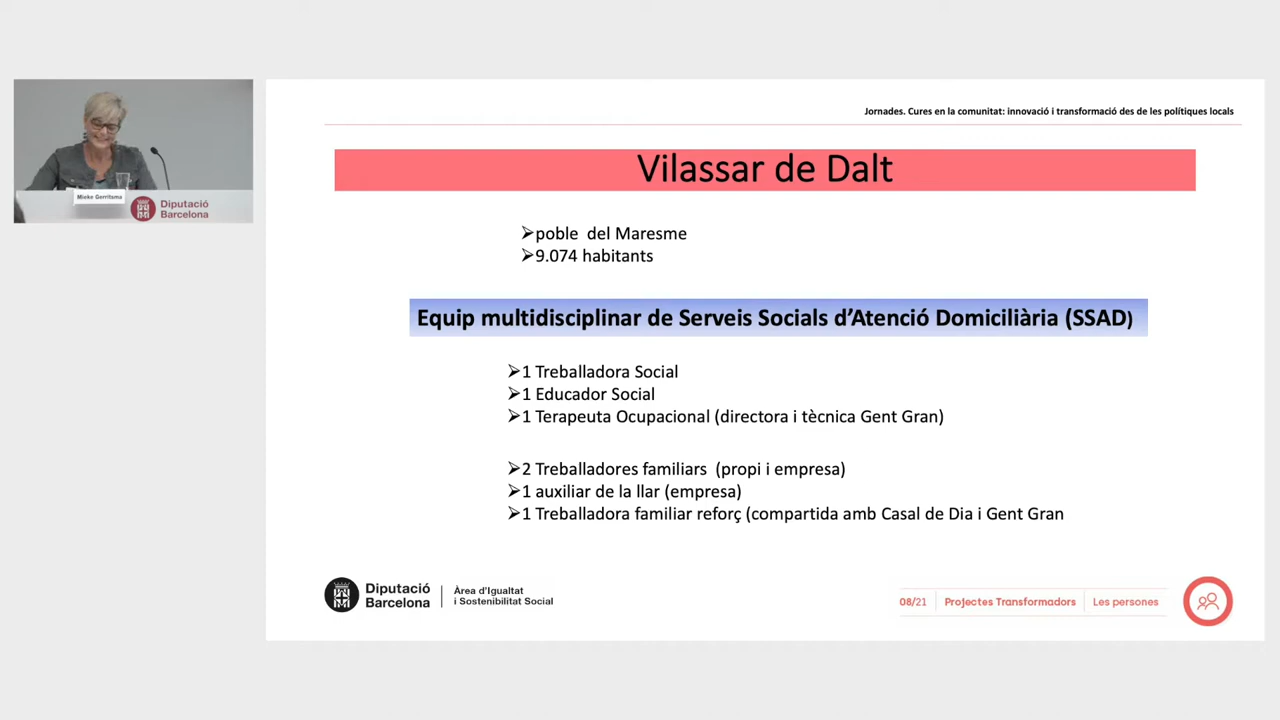 Jornades. Cures en la comunitat: innovació i transformació des de les polítiques locals
Vilassar de Dalt
Mieke Gerritsma
Diputació
Barcelona
➢poble del Maresme
➢9.074 habitants
Equip multidisciplinar de Serveis Socials d’Atenció Domiciliària (SSAD)
➢1 Treballadora Social
➢1 Educador Social
➢1 Terapeuta Ocupacional (directora i tècnica Gent Gran)
➢2 Treballadores familiars (propi i empresa)
➢1 auxiliar de la llar (empresa)
➢1 Treballadora familiar reforç (compartida amb Casal de Dia i Gent Gran
Diputació
Barcelona
Àrea d’Igualtat
i Sostenibilitat Social
08/21 Projectes Transformadors Les persones